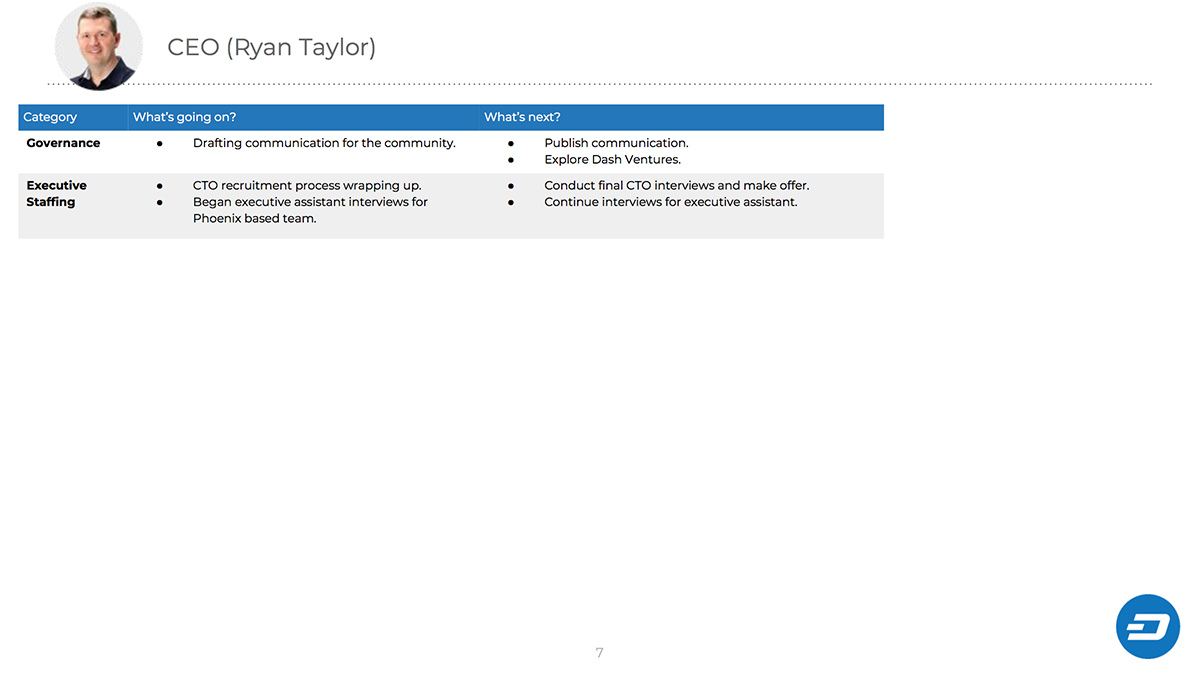 CEO (Ryan Taylor)
Category What's going on? What's next?
Governance
● Drafting communication for the community.
● Publish communication.
● Explore Dash Ventures.
Executive
Staffing
● CTO recruitment process wrapping up.
● Began executive assistant interviews for
Phoenix based team.
● Conduct final CTO interviews and make offer.
● Continue interviews for executive assistant.
7